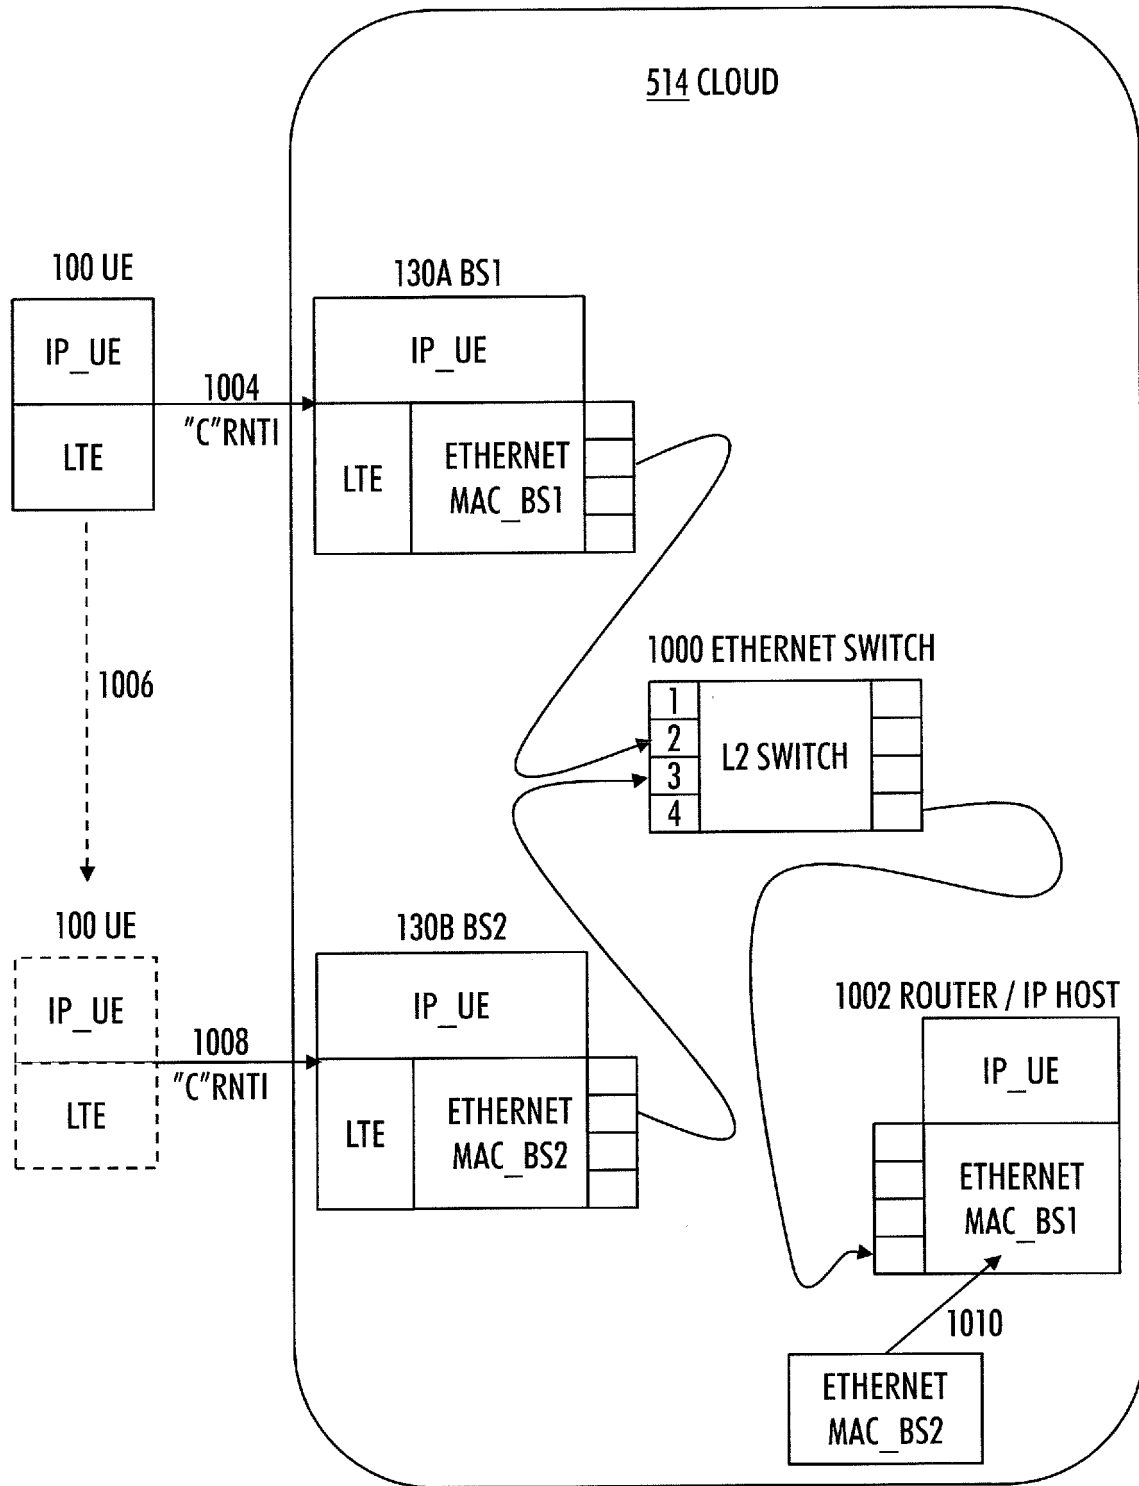 514 CLOUD
100 UE
IP_UE
LTE
1004
"C"RNTI
130A BS1
IP_UE
LTE
ETHERNET
MAC_BS1
1006
1000 ETHERNET SWITCH
1
2
3
4
L2 SWITCH
100 UE
IP_UE
LTE
1008
"C"RNTI
130B BS2
IP_UE
LTE
ETHERNET
MAC_BS2
1002 ROUTER / IP HOST
IP_UE
ETHERNET
MAC_BS1
1010
ETHERNET
MAC_BS2